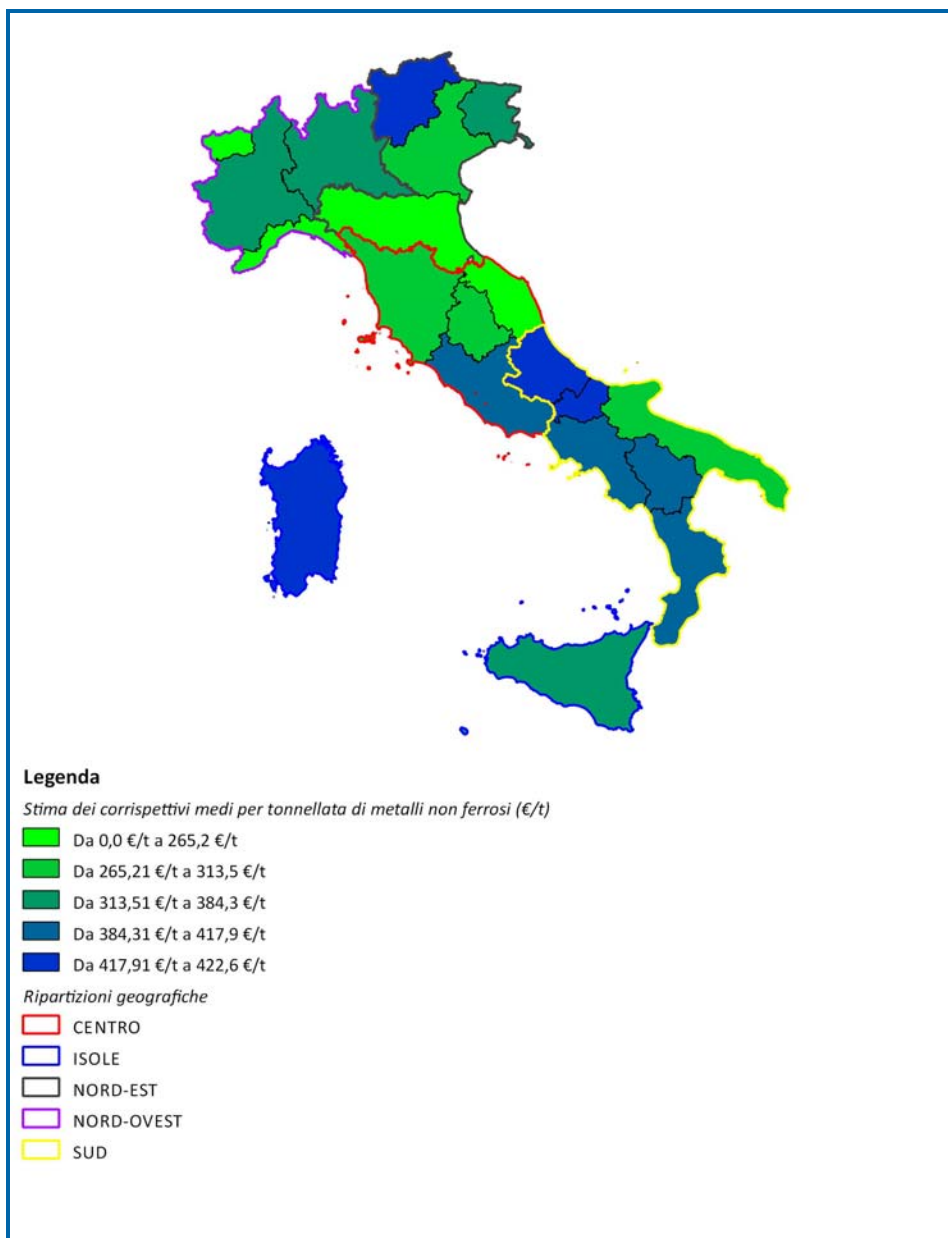 Legenda
Stima dei corrispettivi medi per tonnellata di metalli non ferrosi (€/t)
Da 0,0 €/t a 265,2 €/t
Da 265,21 €/t a 313,5 €/t
Da 313,51 €/t a 384,3 €/t
Da 384,31 €/t a 417,9 €/t
Da 417,91 €/t a 422,6 €/t
Ripartizioni geografiche
CENTRO
ISOLE
NORD-EST
NORD-OVEST
SUD